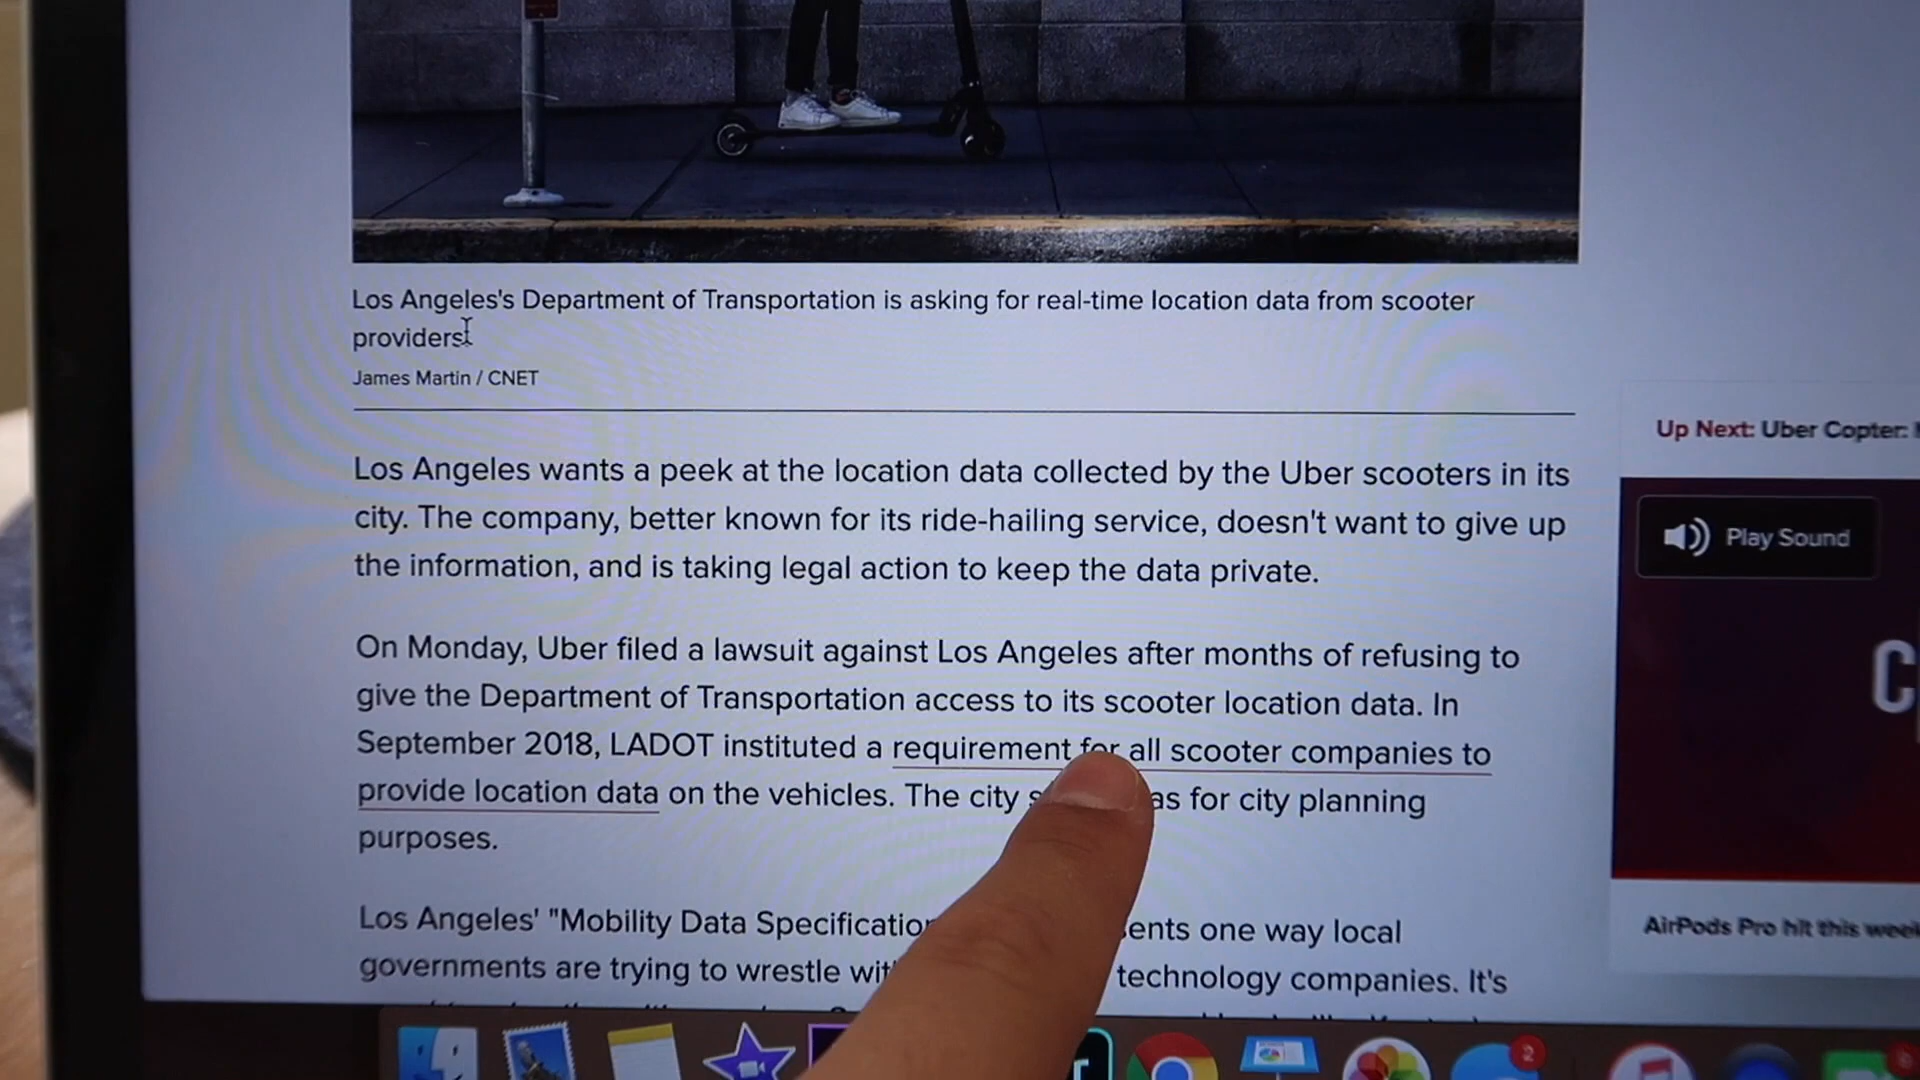 Los Angeles's Department of Transportation is asking for real-time location data from scooter
providers.
James Martin / CNET
Los Angeles wants a peek at the location data collected by the Uber scooters in its
city. The company, better known for its ride-hailing service, doesn't want to give up
the information, and is taking legal action to keep the data private.
On Monday, Uber filed a lawsuit against Los Angeles after months of refusing to
give the Department of Transportation access to its scooter location data. In
September 2018, LADOT instituted a requirement for all scooter companies to
provide location data on the vehicles. The city as for city planning
purposes.
Los Angeles' "Mobility Data one way local
governments are trying to wrestle technology companies. It's
Up Next: Uber Copter:
Play Sound
AirPods Pro hit this week
2